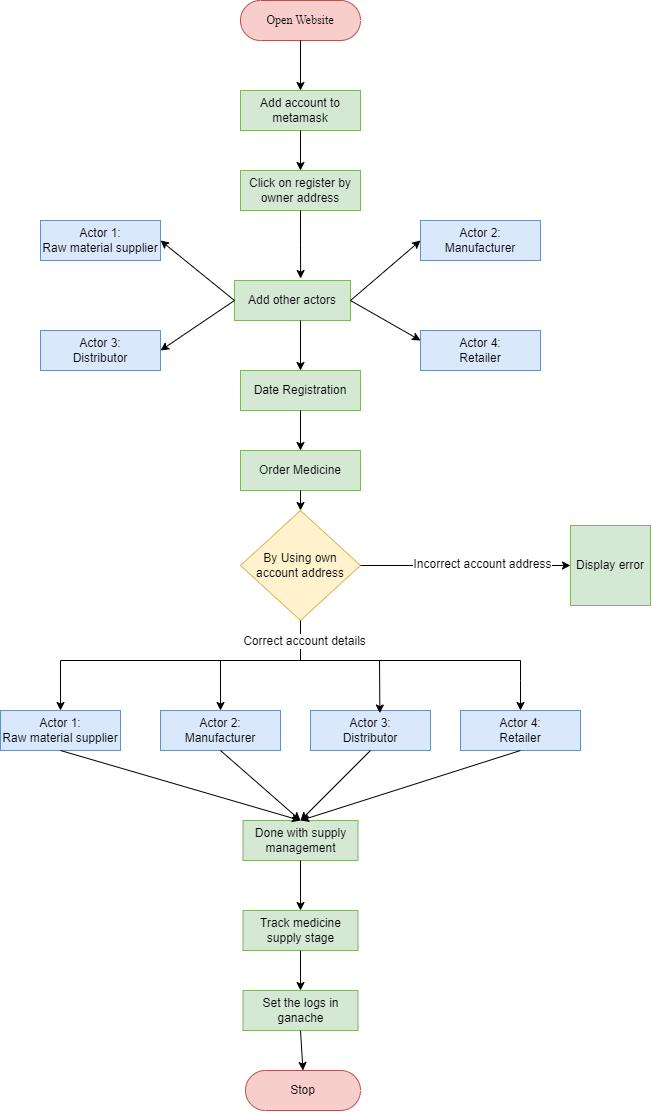 Open Website
Add account to
metamask
Click on register by
owner address
Actor 1:
Raw material supplier
Actor 2:
Manufacturer
Add other actors
Actor 3:
Distributor
Actor 4:
Retailer
Date Registration
Order Medicine
By Using own
account address
Incorrect account address
Display error
Correct account details
Actor 1:
Raw material supplier
Actor 2:
Manufacturer
Actor 3:
Distributor
Actor 4:
Retailer
Done with supply
management
Track medicine
supply stage
Set the logs in
ganache
Stop